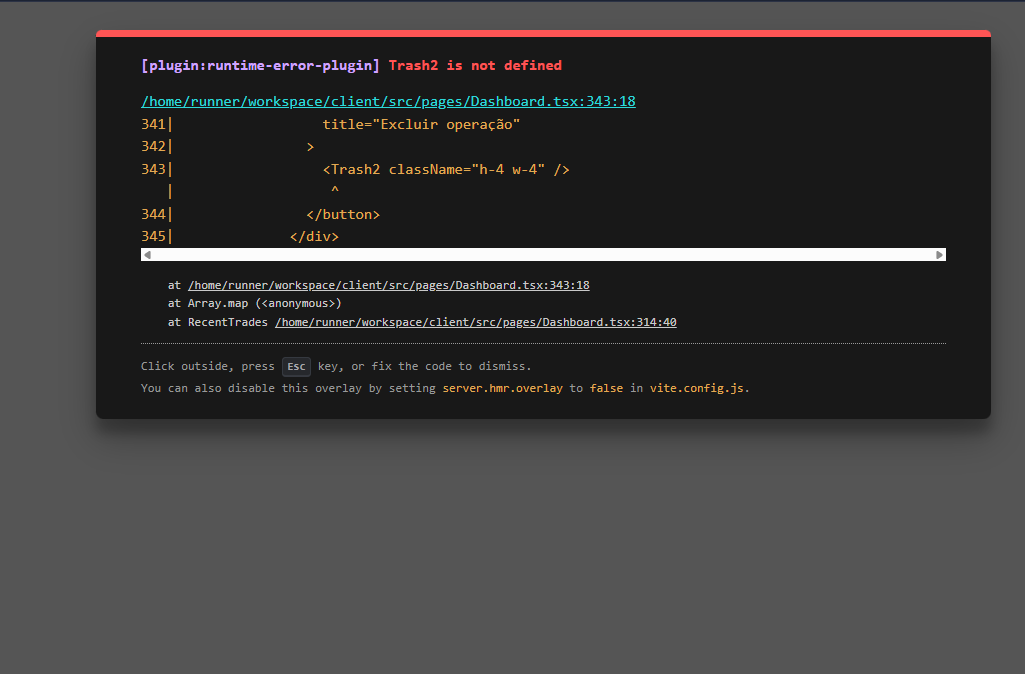 [plugin:runtime-error-plugin] Trash2 is not defined
/home/runner/workspace/client/src/pages/Dashboard.tsx:343:18
341|                  title="Excluir operação"
342|                >
343|                  <Trash2 className="h-4 w-4" />
   |                   ^
344|                </button>
345|              </div>
at /home/runner/workspace/client/src/pages/Dashboard.tsx:343:18
at Array.map (<anonymous>)
at RecentTrades /home/runner/workspace/client/src/pages/Dashboard.tsx:314:40
Click outside, press Esc key, or fix the code to dismiss.
You can also disable this overlay by setting server.hmr.overlay to false in vite.config.js.